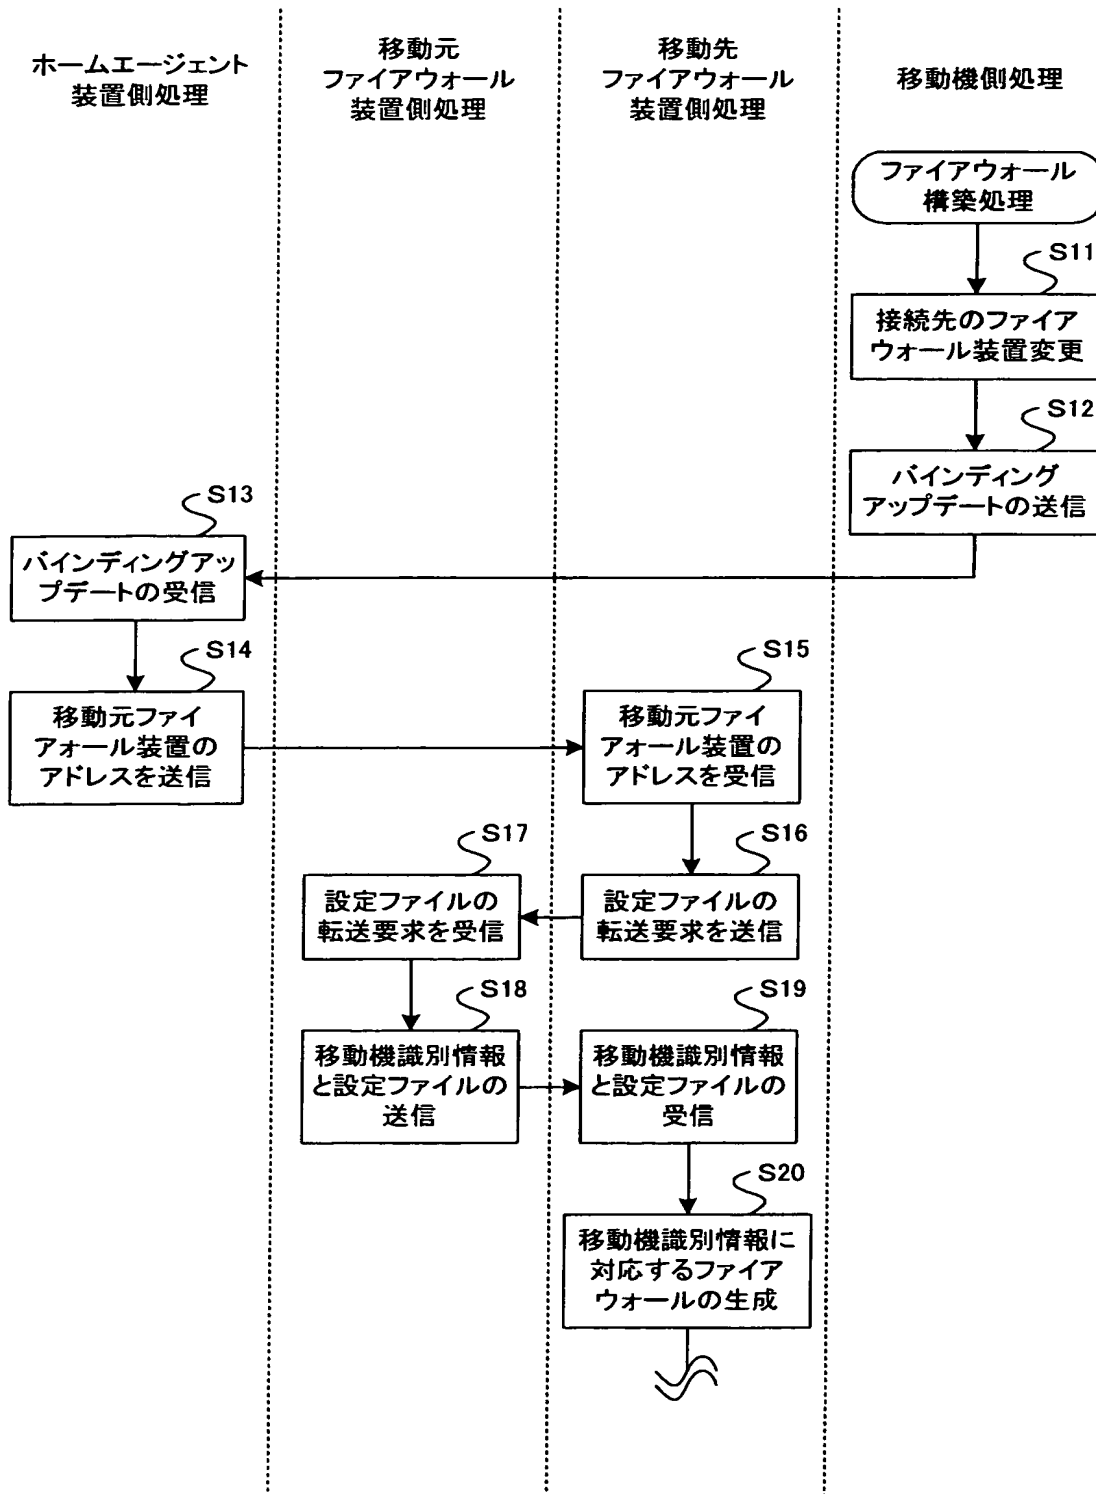 ホームエージェント
装置側処理
移動元
ファイアウォール
装置側処理
移動先
ファイアウォール
装置側処理
移動機側処理
ファイアウォール
構築処理
S11
接続先のファイア
ウォール装置変更
S12
バインディング
アップデートの送信
S13
バインディングアッ
プデートの受信
S14
移動元ファイ
アォール装置の
アドレスを送信
S15
移動元ファイ
アォール装置の
アドレスを受信
S16
設定ファイルの
転送要求を送信
S17
設定ファイルの
転送要求を受信
S18
移動機識別情報
と設定ファイルの
送信
S19
移動機識別情報
と設定ファイルの
受信
S20
移動機識別情報に
対応するファイア
ウォールの生成